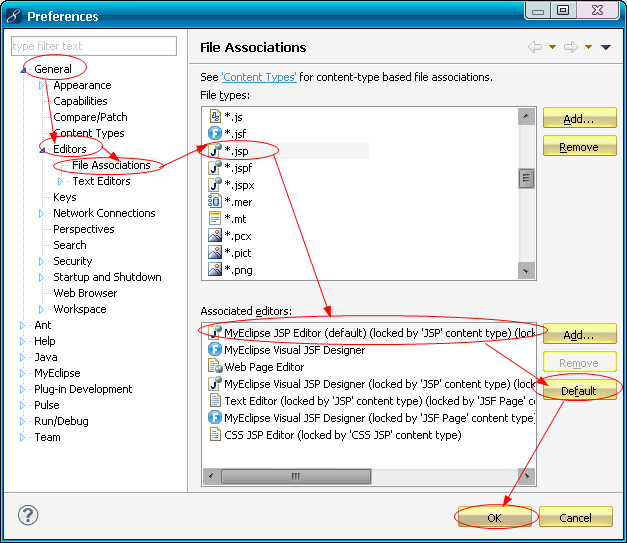 Preferences
type filter text
General
Appearance
Capabilities
Compare/Patch
Content Types
Editors
File Associations
Text Editors
Keys
Network Connections
Perspectives
Search
Security
Startup and Shutdown
Web Browser
Workspace
Ant
Help
Java
MyEclipse
Plug-in Development
Pulse
Run/Debug
Team
File Associations
See 'Content Types' for content-type based file associations.
File types:
*.js
*.jsf
*.jsp
*.jspf
*.jspx
*.mer
*.mt
*.pcx
*.pict
*.png
Add...
Remove
Associated editors:
MyEclipse JSP Editor (default) (locked by 'JSP' content type) (lock
MyEclipse Visual JSF Designer
Web Page Editor
MyEclipse Visual JSP Designer (locked by 'JSP' content type) (lock
Text Editor (locked by 'JSP' content type) (locked by 'JSF Page' c
MyEclipse Visual JSF Designer (locked by 'JSF Page' content type)
CSS JSP Editor (locked by 'CSS JSP' content type)
Add...
Remove
Default
OK
Cancel